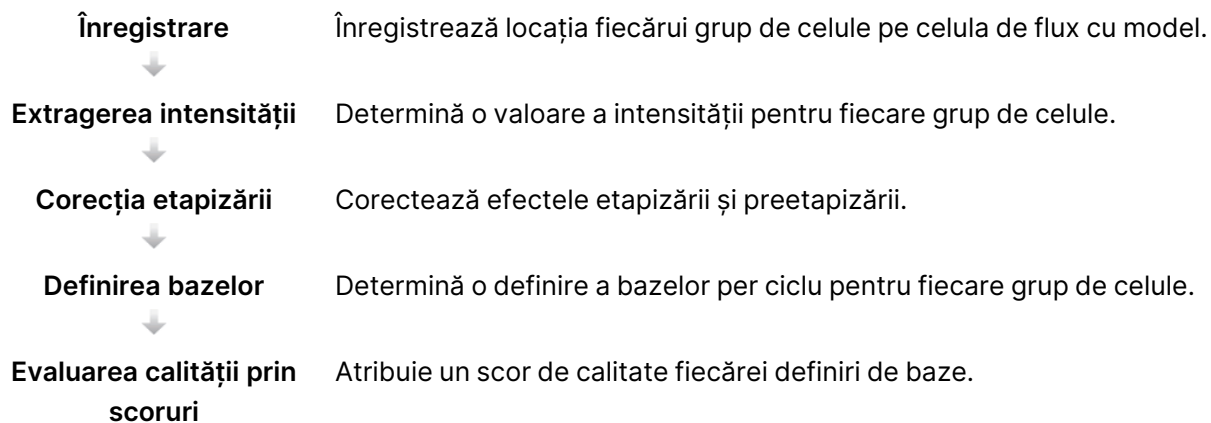 Înregistrare
Înregistrează locația fiecărui grup de celule pe celula de flux cu model.
Extragerea intensității
Determină o valoare a intensității pentru fiecare grup de celule.
Corecția etapizării
Corectează efectele etapizării și preetapizării.
Definirea bazelor
Determină o definire a bazelor per ciclu pentru fiecare grup de celule.
Evaluarea calității prin
scoruri
Atribuie un scor de calitate fiecărei definiri de baze.